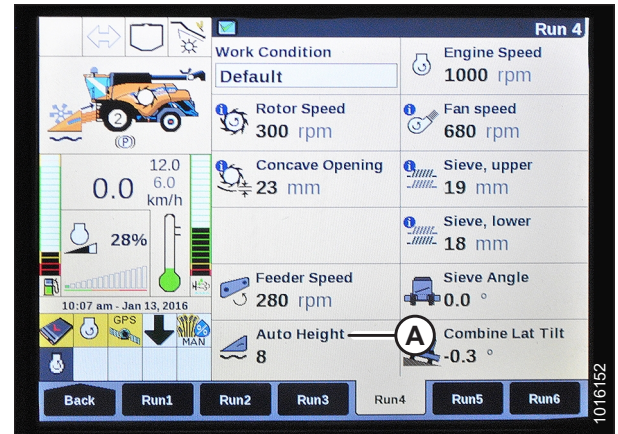 Run 4
Work Condition
Default
Engine Speed
1000 rpm
Rotor Speed
300 rpm
Fan speed
680 rpm
Concave Opening
23 mm
Sieve, upper
19 mm
Sieve, lower
18 mm
Feeder Speed
280 rpm
Sieve Angle
0.0 °
Auto Height
8
A
Combine Lat Tilt
-0.3 °
2
(P)
0.0
12.0
6.0
km/h
28%
10:07 am - Jan 13, 2016
GPS
%
MAN
Back
Run1
Run2
Run3
Run4
Run5
Run6
1016152